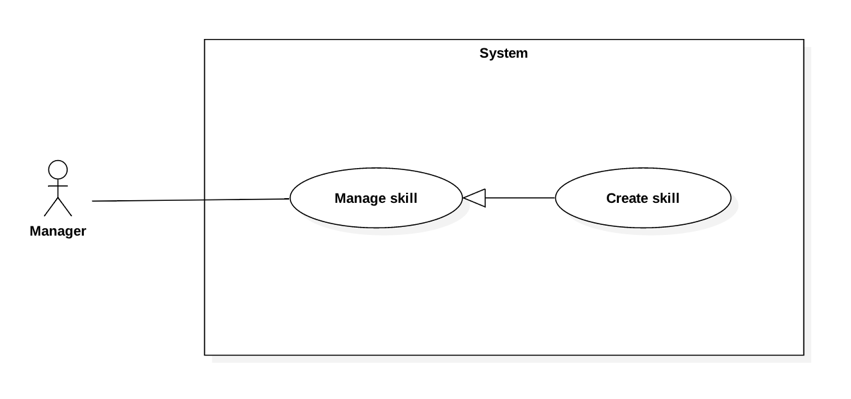 System
Manage skill
Create skill
Manager